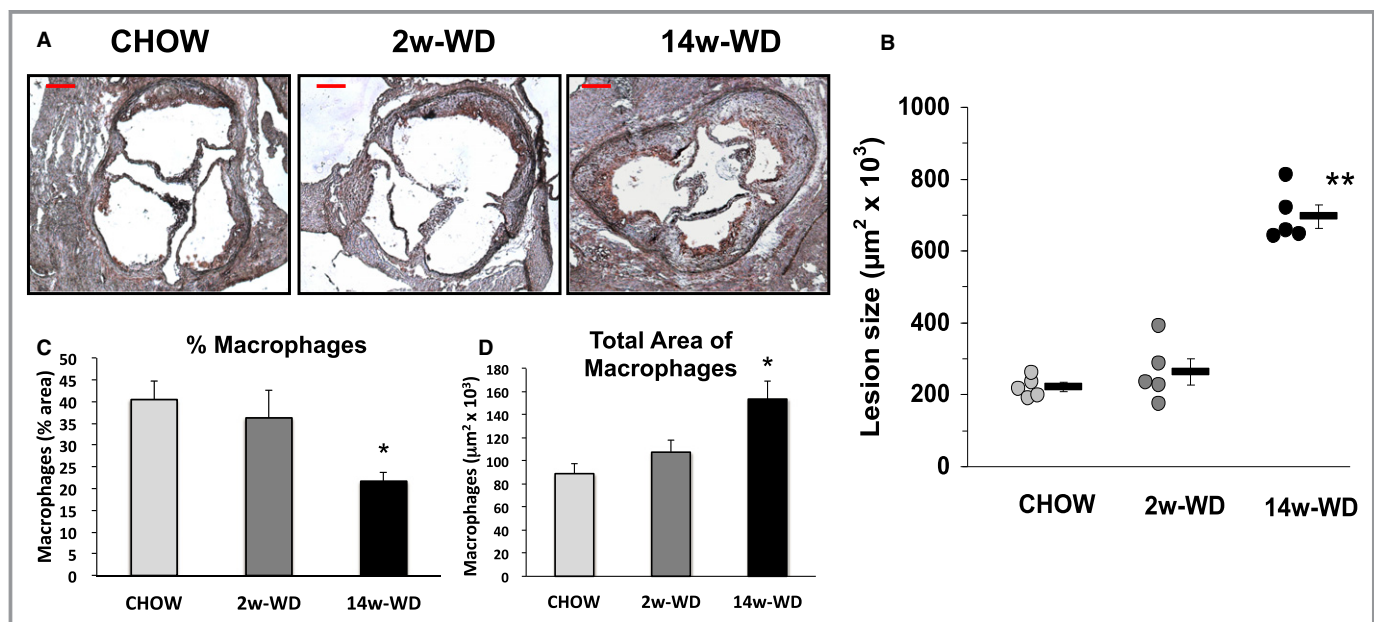 A
CHOW
2w-WD
14w-WD
B
Lesion size (µm² x 10³)
1000
800
600
400
200
0
**
CHOW
2w-WD
14w-WD
C
% Macrophages
Macrophages (% area)
50
45
40
35
30
25
20
15
10
5
0
*
CHOW
2w-WD
14w-WD
D
Total Area of
Macrophages
Macrophages (µm² x 10³)
180
160
140
120
100
80
60
40
20
0
*
CHOW
2w-WD
14w-WD